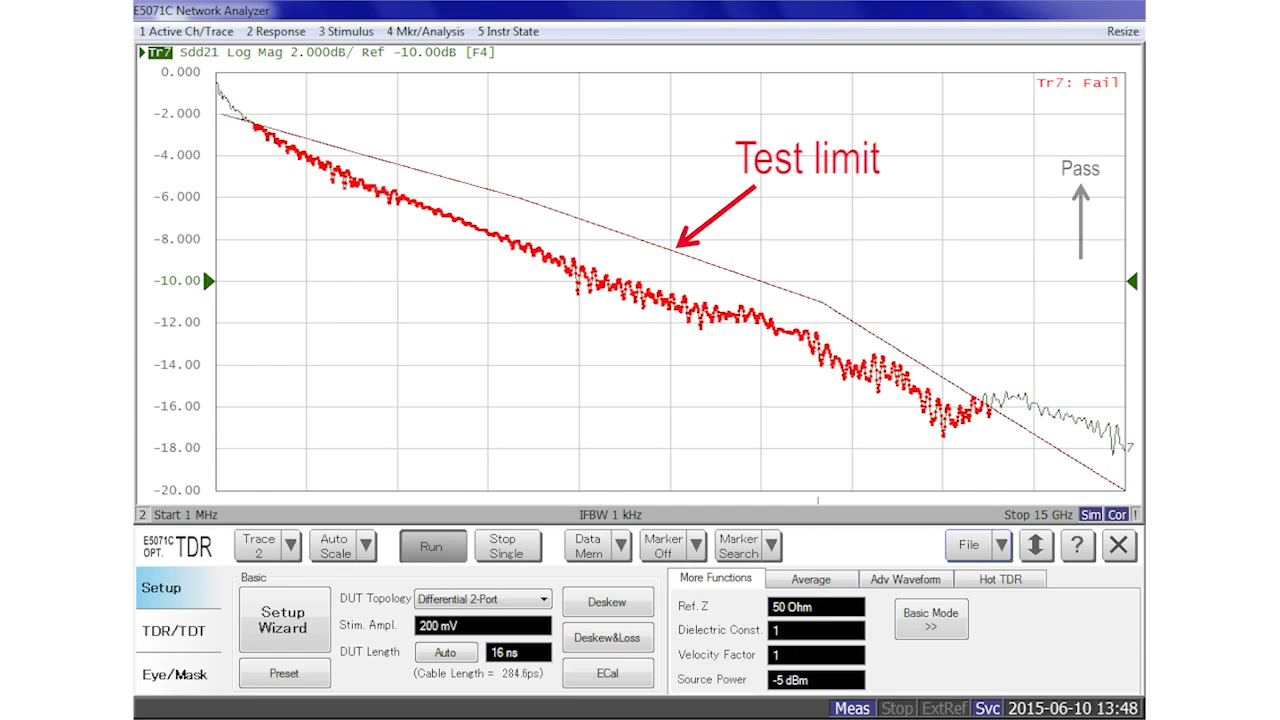 E5071C Network Analyzer
1 Active Ch/Trace 2 Response 3 Stimulus 4 Mkr/Analysis 5 Instr State Resize
Tr7 Sdd21 Log Mag 2.000dB/ Ref -10.00dB [F4]
0.000
Tr7: Fail
-2.000
Test limit
-4.000
Pass
-6.000
-8.000
-10.00
-12.00
-14.00
-16.00
-18.00
7
-20.00
2 Start 1 MHz IFBW 1 kHz Stop 15 GHz Sim Cor !
E5071C OPT. TDR
Trace 2
Auto Scale
Run
Stop Single
Data Mem
Marker Off
Marker Search
File
?
Setup
TDR/TDT
Eye/Mask
Basic
Setup Wizard
Preset
DUT Topology Differential 2-Port
Stim. Ampl. 200 mV
DUT Length Auto 16 ns
(Cable Length = 284.6ps)
Deskew
Deskew&Loss
ECal
More Functions Average Adv Waveform Hot TDR
Ref. Z 50 Ohm
Dielectric Const. 1
Velocity Factor 1
Source Power -5 dBm
Basic Mode
>>
Meas Stop ExtRef Svc 2015-06-10 13:48